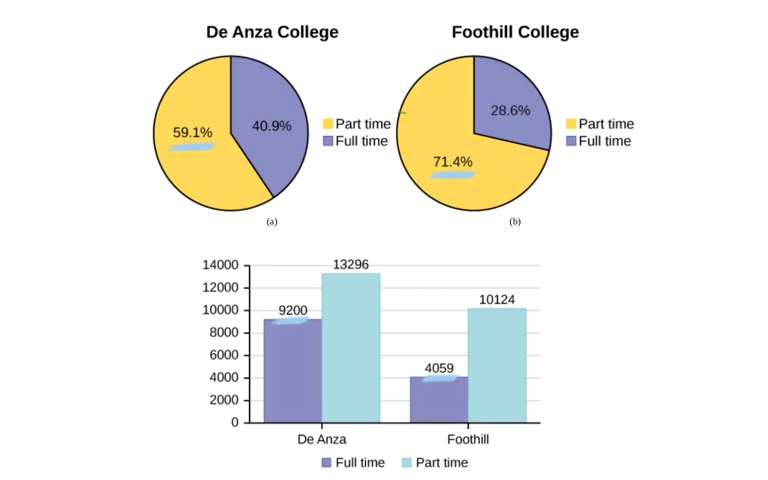 De Anza College
Foothill College
59.1%
40.9%
Part time
Full time
71.4%
28.6%
Part time
Full time
(a)
(b)
14000
12000
10000
8000
6000
4000
2000
0
9200
13296
4059
10124
De Anza
Foothill
Full time
Part time